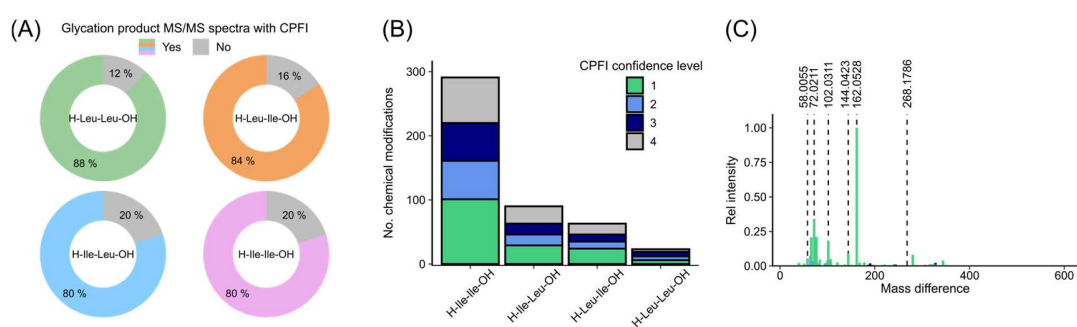 (A)
Glycation product MS/MS spectra with CPFI
Yes No
12 %
H-Leu-Leu-OH
88 %
16 %
H-Leu-Ile-OH
84 %
20 %
H-Ile-Leu-OH
80 %
20 %
H-Ile-Ile-OH
80 %
(B)
CPFI confidence level
1
2
3
4
No. chemical modifications
300
200
100
0
H-Ile-Ile-OH
H-Ile-Leu-OH
H-Leu-Ile-OH
H-Leu-Leu-OH
(C)
58.0055
72.0211
102.0311
144.0423
162.0528
268.1786
Rel intensity
1.00
0.75
0.50
0.25
0.00
0 200 400 600
Mass difference